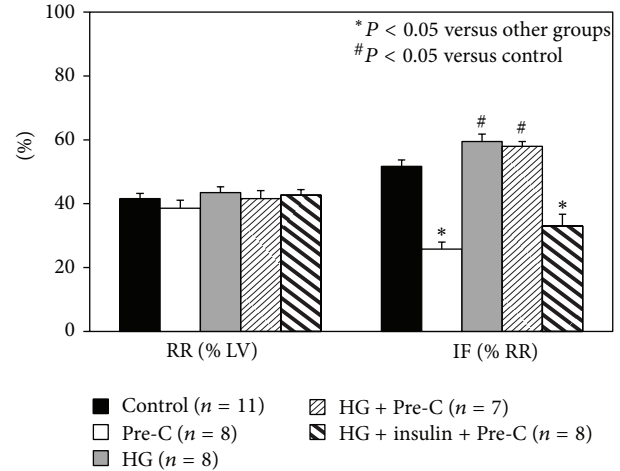 * P < 0.05 versus other groups
# P < 0.05 versus control
100
80
60
40
20
0
(%)
# #
* *
RR (% LV) IF (% RR)
Control (n = 11)
Pre-C (n = 8)
HG (n = 8)
HG + Pre-C (n = 7)
HG + insulin + Pre-C (n = 8)